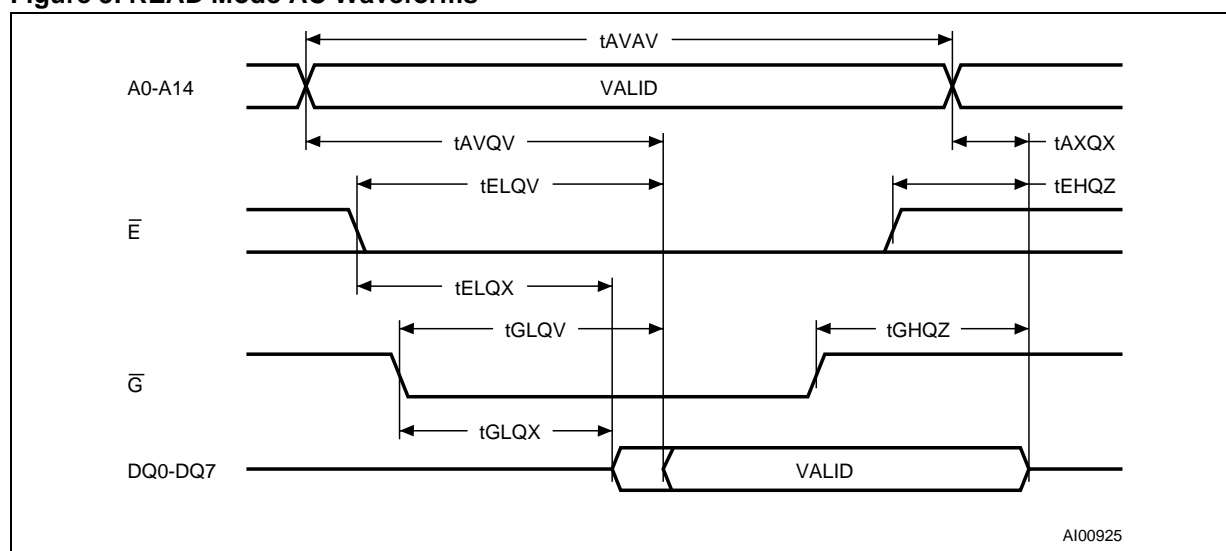 Figure 5. READ Mode AC Waveforms
tAVAV
A0-A14
VALID
tAVQV
tAXQX
tELQV
tEHQZ
E̅
tELQX
tGLQV
tGHQZ
G̅
tGLQX
DQ0-DQ7
VALID
AI00925